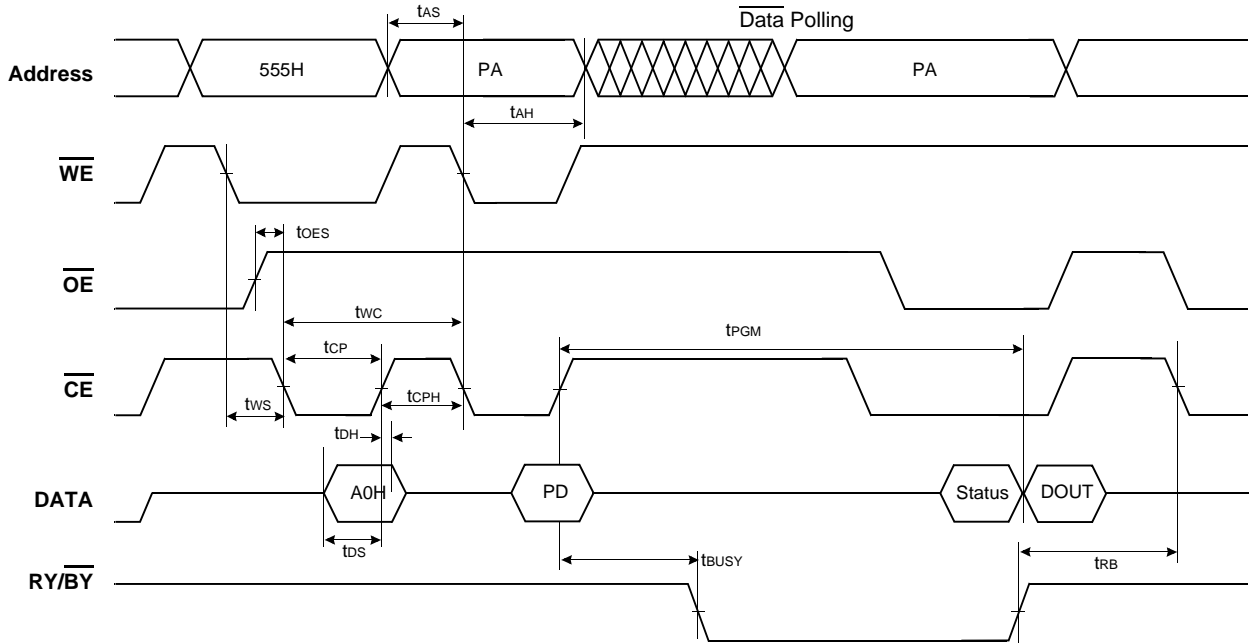 tAS
Data Polling
Address
555H
PA
PA
tAH
WE
tOES
OE
tWC
tPGM
tCP
CE
tCPH
tWS
tDH
DATA
A0H
PD
Status
DOUT
tDS
tBUSY
tRB
RY/BY